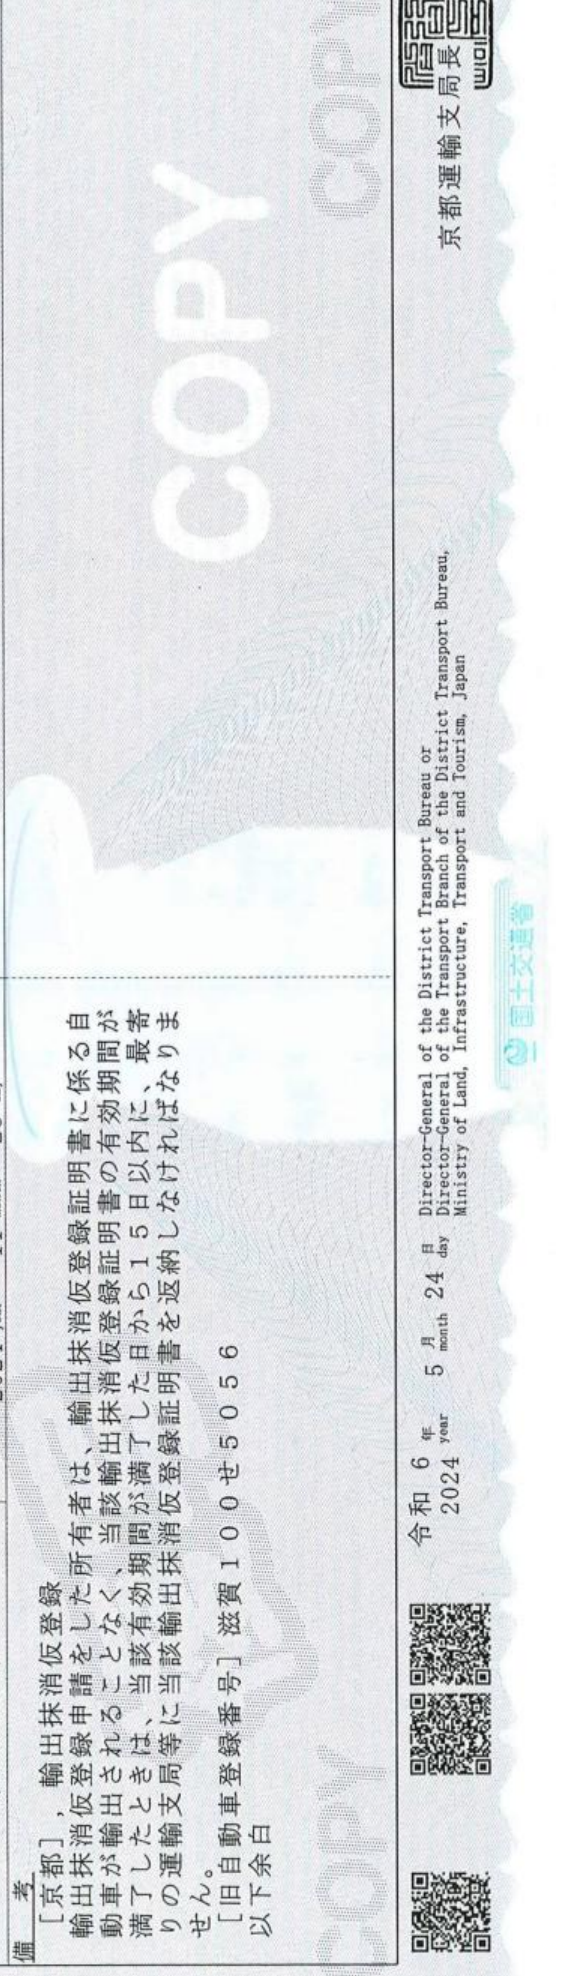 備 考
[京都], 輸出抹消仮登録
輸出抹消仮登録申請をした所有者は、輸出抹消仮登録証明書に係る自
動車が輸出されることなく、当該輸出抹消仮登録証明書の有効期間が
満了したときは、当該有効期間が満了した日から15日以内に、最寄
りの運輸支局等に当該輸出抹消仮登録証明書を返納しなければなりま
せん。
[旧自動車登録番号] 滋賀100せ5056
以下余白
COPY
COPY
COPY
令和 6 年 5 月 24 日
2024 year month day
Director-General of the District Transport Bureau or
Director-General of the Transport Branch of the District Transport Bureau,
Ministry of Land, Infrastructure, Transport and Tourism, Japan
京都運輸支局長
国土交通省